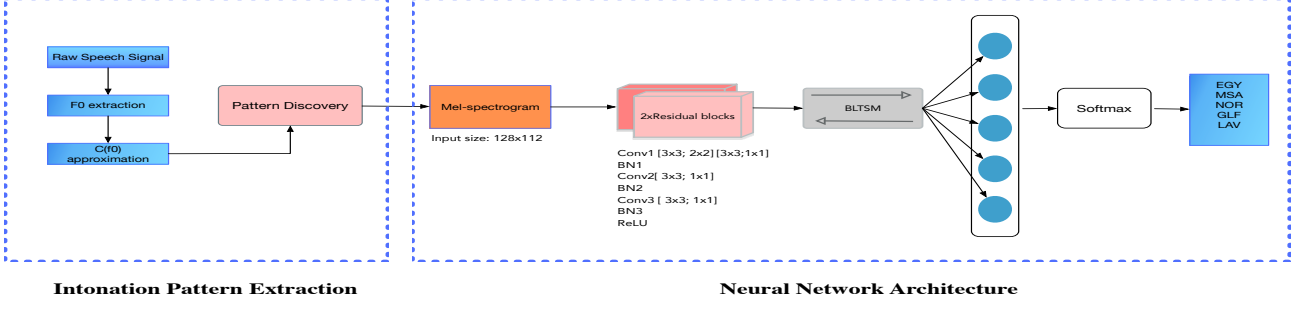 Raw Speech Signal
F0 extraction
C(f0)
approximation
Pattern Discovery
Mel-spectrogram
Input size: 128x112
2xResidual blocks
Conv1 [3x3; 2x2] [3x3;1x1]
BN1
Conv2[ 3x3; 1x1]
BN2
Conv3 [ 3x3; 1x1]
BN3
ReLU
BLTSM
Softmax
EGY
MSA
NOR
GLF
LAV
Intonation Pattern Extraction
Neural Network Architecture